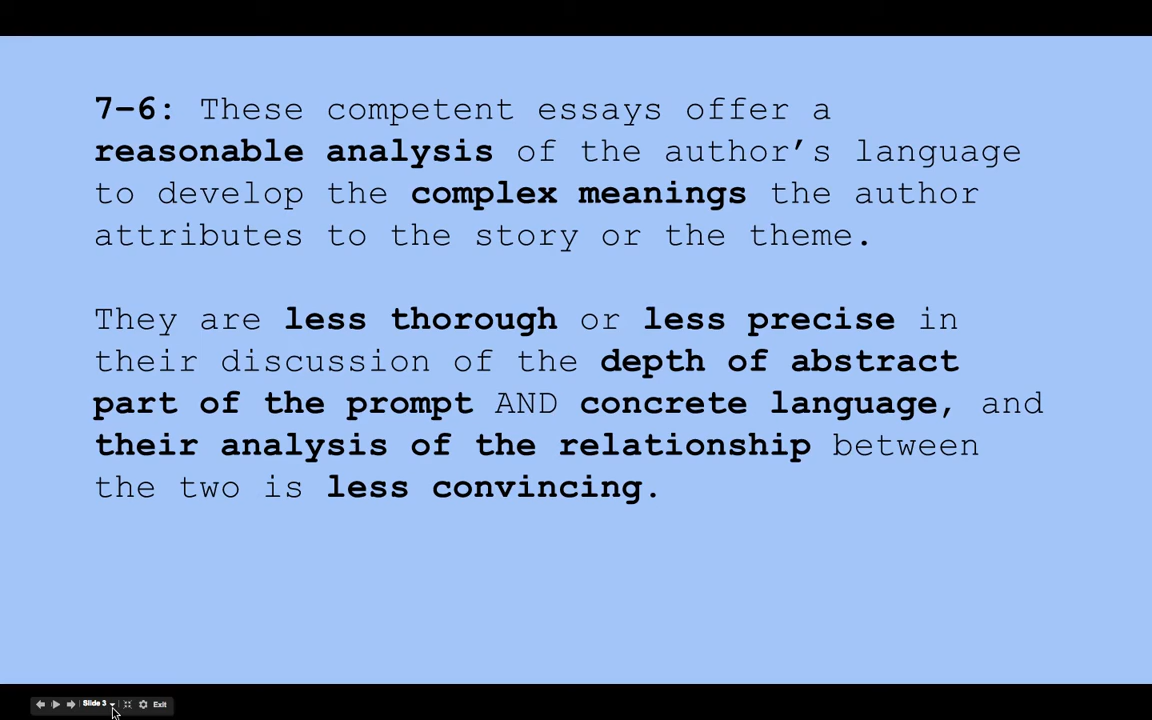 7–6: These competent essays offer a
reasonable analysis of the author’s language
to develop the complex meanings the author
attributes to the story or the theme.
They are less thorough or less precise in
their discussion of the depth of abstract
part of the prompt AND concrete language, and
their analysis of the relationship between
the two is less convincing.
Slide 3 Exit